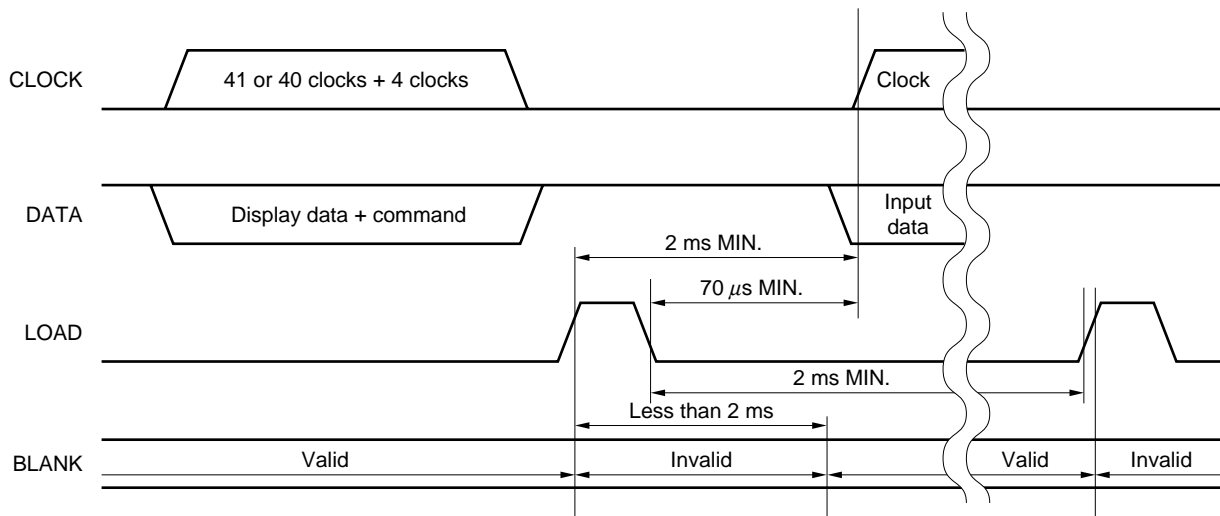 CLOCK
41 or 40 clocks + 4 clocks
Clock
DATA
Display data + command
Input
data
2 ms MIN.
70 μs MIN.
LOAD
2 ms MIN.
Less than 2 ms
BLANK
Valid
Invalid
Valid
Invalid